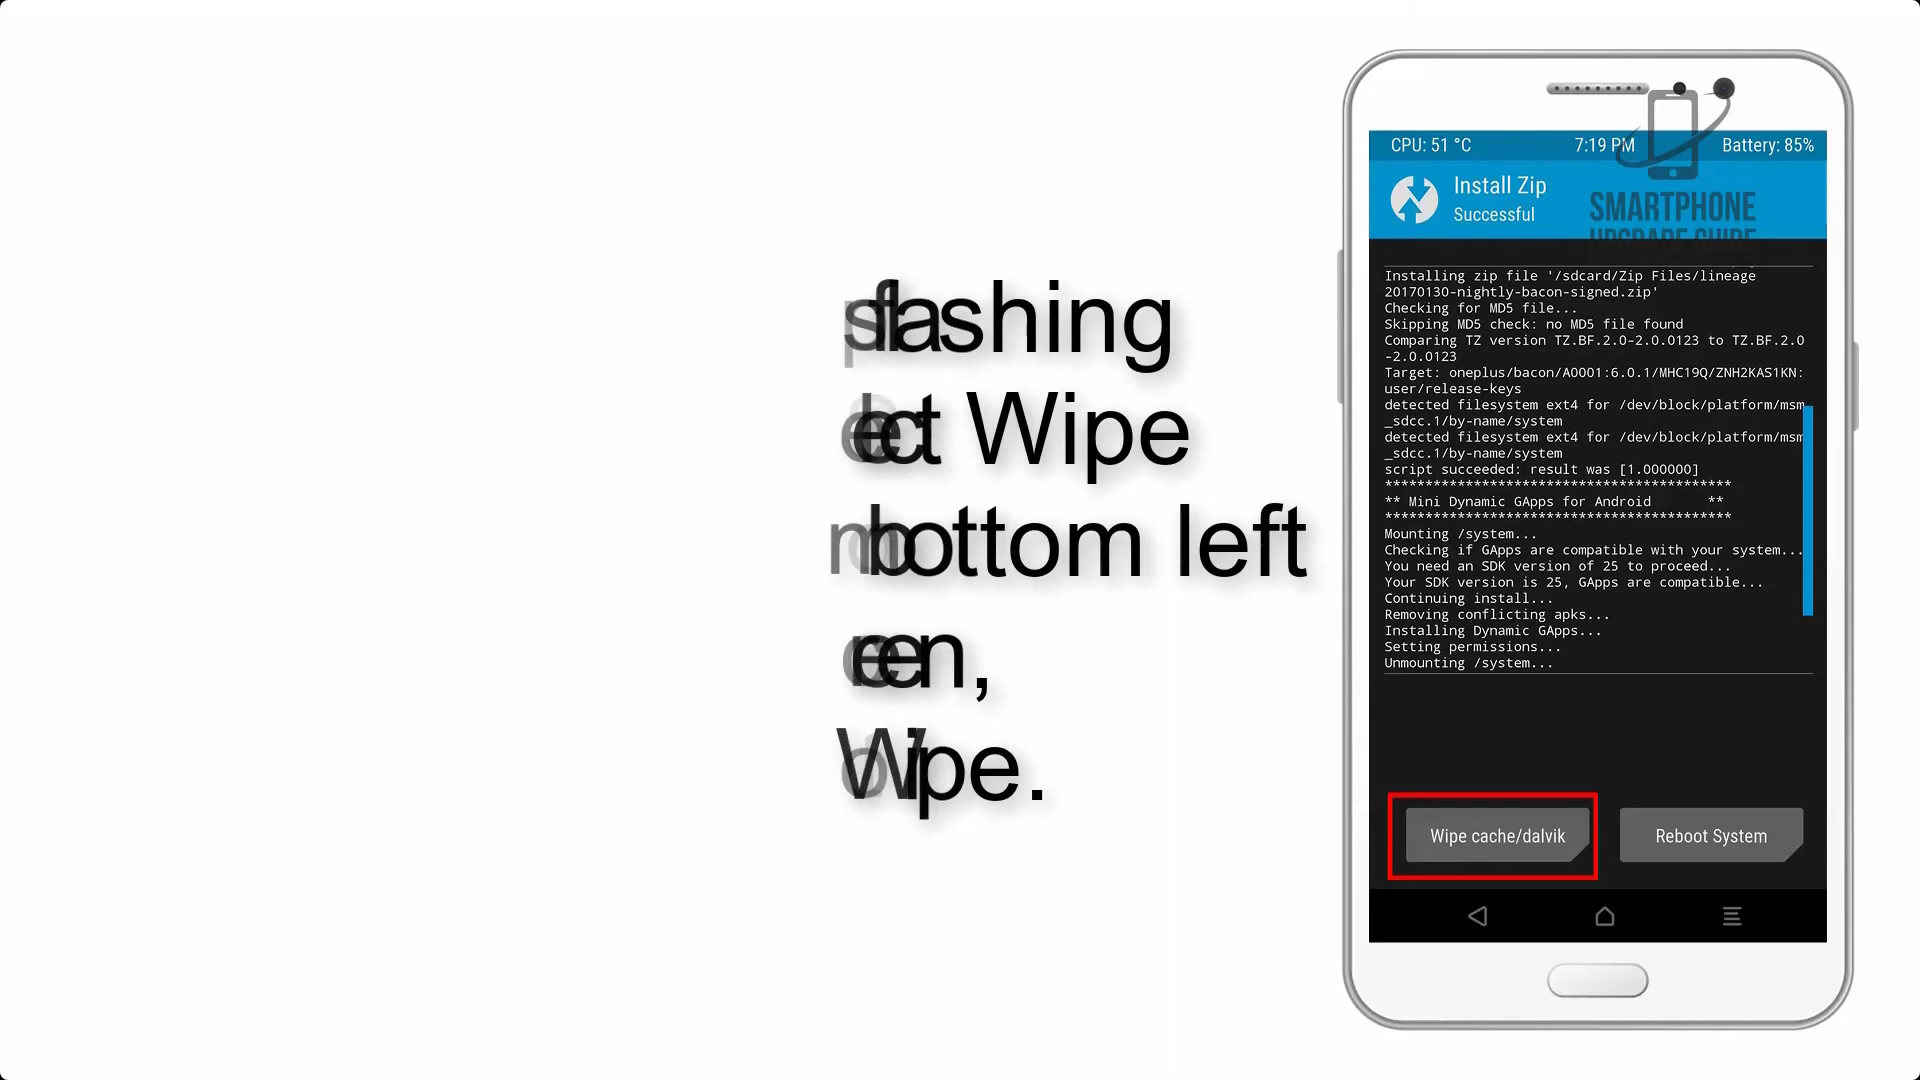 flashing
Wipe
bottom left
Wipe.
CPU: 51 °C 7:19 PM Battery: 85%
Install Zip
Successful
SMARTPHONE
UPGRADE GUIDE
Installing zip file '/sdcard/Zip Files/lineage
20170130-nightly-bacon-signed.zip'
Checking for MD5 file...
Skipping MD5 check: no MD5 file found
Comparing TZ version TZ.BF.2.0-2.0.0123 to TZ.BF.2.0
-2.0.0123
Target: oneplus/bacon/A0001:6.0.1/MHC19Q/ZNH2KAS1KN:
user/release-keys
detected filesystem ext4 for /dev/block/platform/msm
_sdcc.1/by-name/system
detected filesystem ext4 for /dev/block/platform/msm
_sdcc.1/by-name/system
script succeeded: result was [1.000000]
*******************************************
** Mini Dynamic GApps for Android **
*******************************************
Mounting /system...
Checking if GApps are compatible with your system...
You need an SDK version of 25 to proceed...
Your SDK version is 25, GApps are compatible...
Continuing install...
Removing conflicting apks...
Installing Dynamic GApps...
Setting permissions...
Unmounting /system...
Wipe cache/dalvik
Reboot System